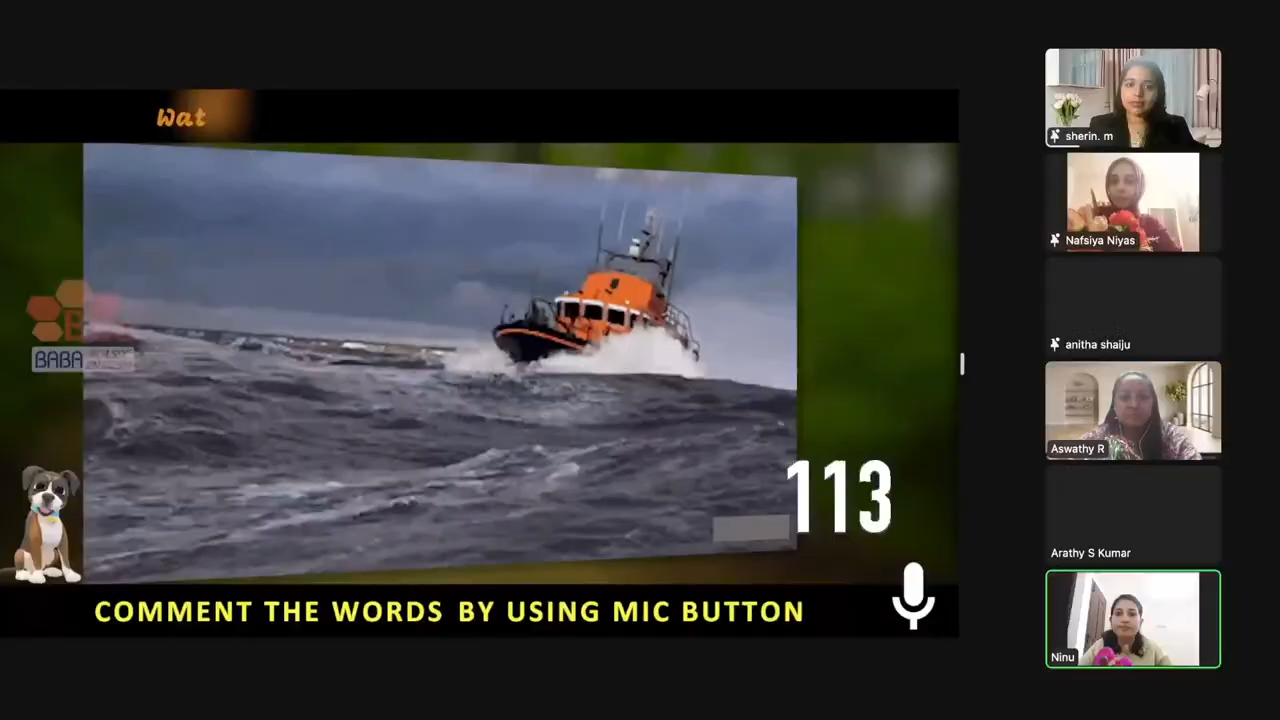 Wat
BABA
113
COMMENT THE WORDS BY USING MIC BUTTON
sherin. m
Nafsiya Niyas
anitha shaiju
Aswathy R
Arathy S Kumar
Ninu